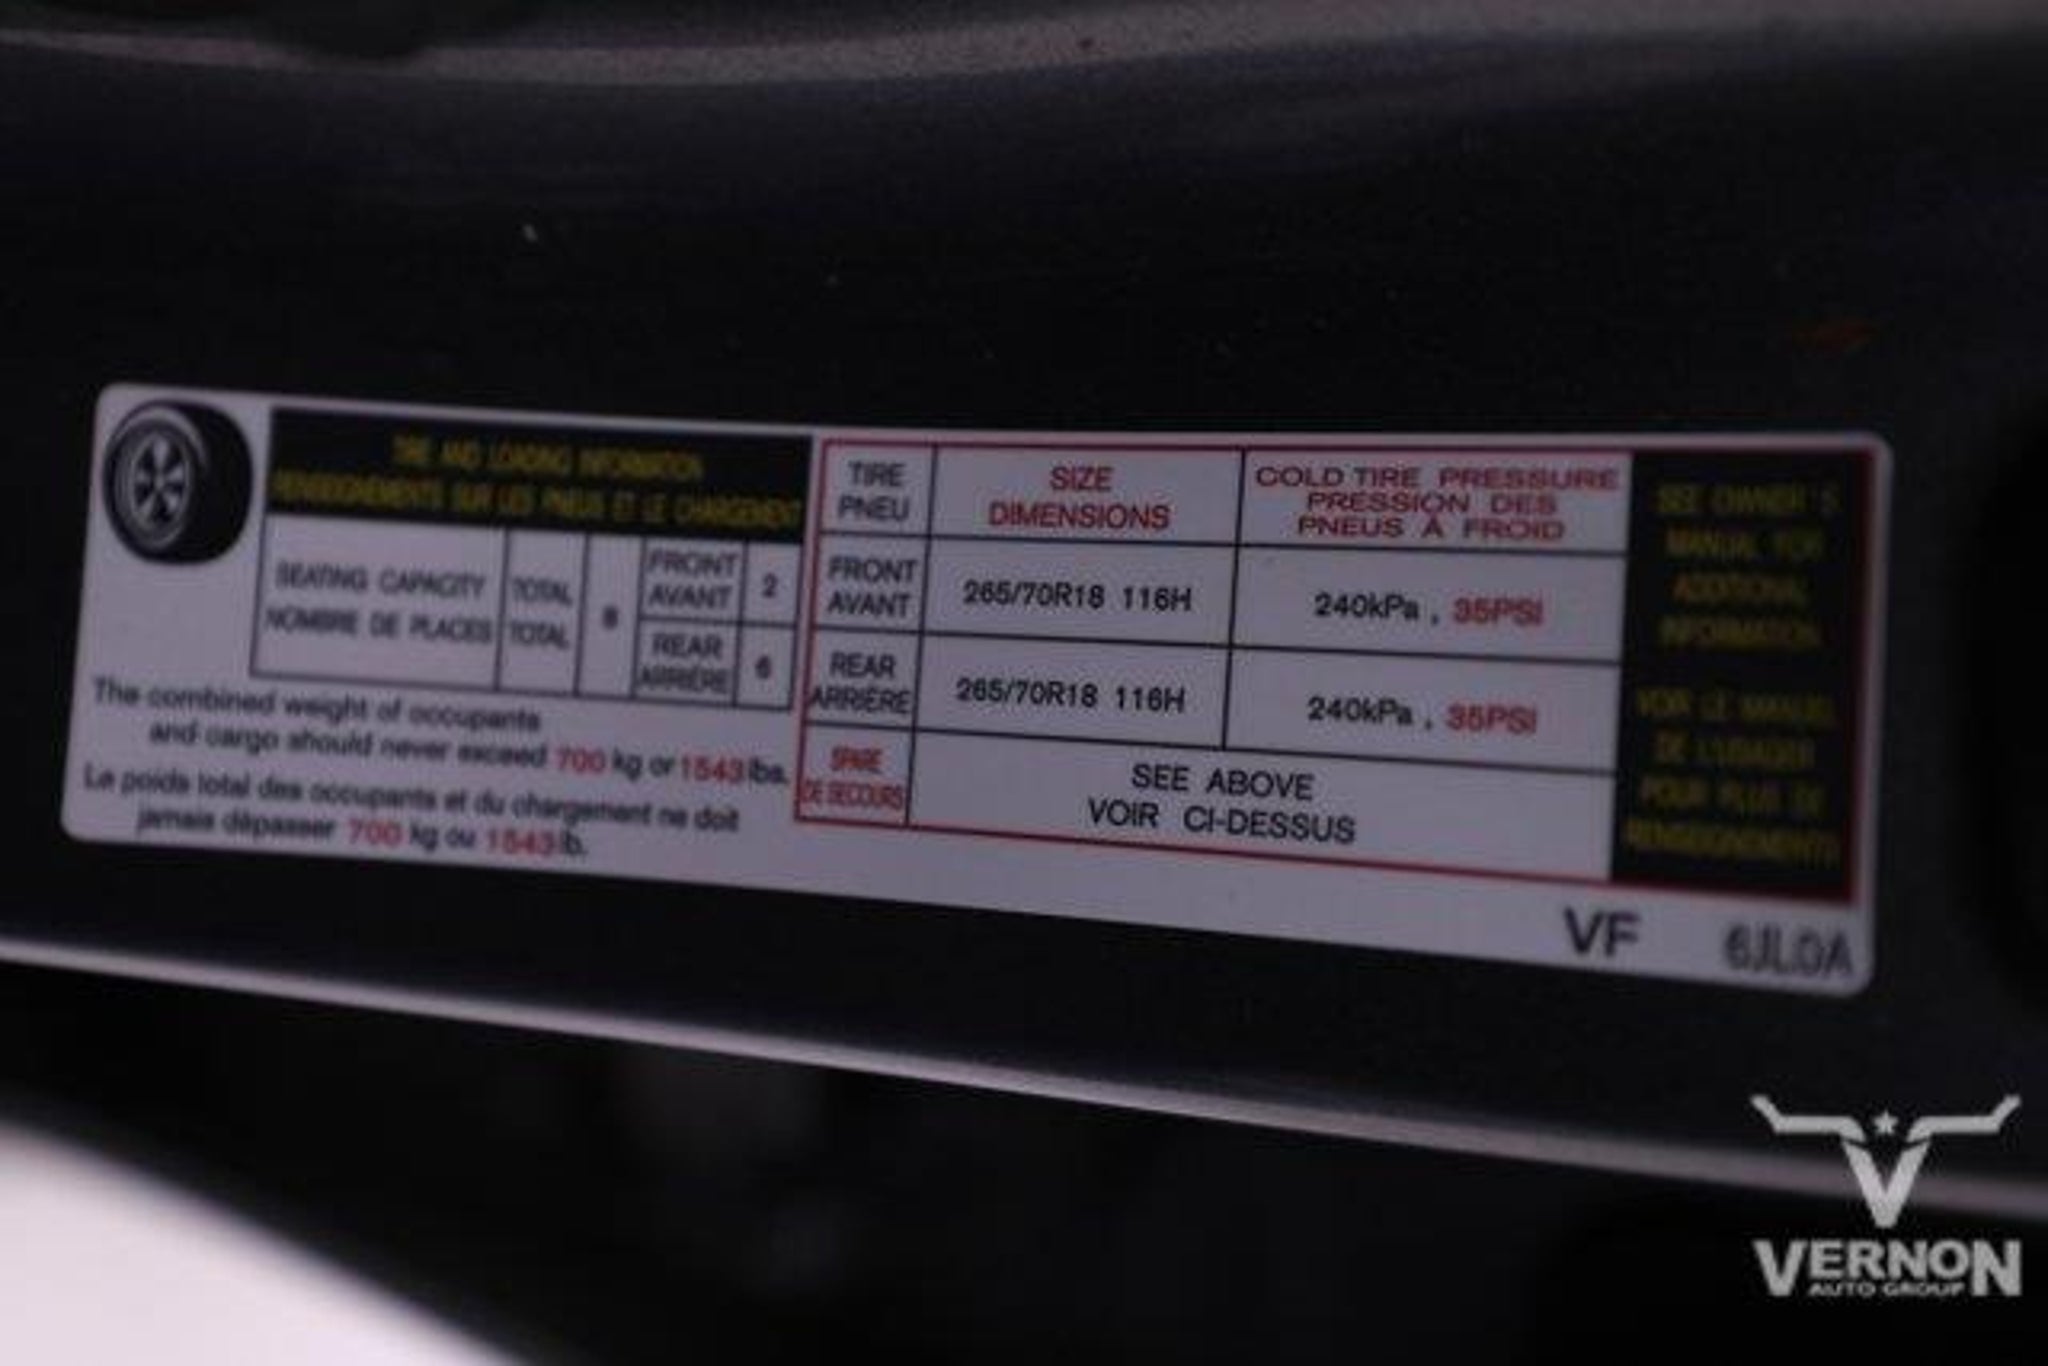 TIRE AND LOADING INFORMATION
RENSEIGNEMENTS SUR LES PNEUS ET LE CHARGEMENT
SEATING CAPACITY
NOMBRE DE PLACES
TOTAL
TOTAL
8
FRONT
AVANT
2
REAR
ARRIÈRE
6
The combined weight of occupants
and cargo should never exceed 700 kg or 1543 lbs.
Le poids total des occupants et du chargement ne doit
jamais dépasser 700 kg ou 1543 lb.
TIRE
PNEU
SIZE
DIMENSIONS
COLD TIRE PRESSURE
PRESSION DES
PNEUS À FROID
FRONT
AVANT
265/70R18 116H
240kPa , 35PSI
REAR
ARRIÈRE
265/70R18 116H
240kPa , 35PSI
SPARE
DE SECOURS
SEE ABOVE
VOIR CI-DESSUS
SEE OWNER'S
MANUAL FOR
ADDITIONAL
INFORMATION
VOIR LE MANUEL
DE L'USAGER
POUR PLUS DE
RENSEIGNEMENTS
VF 6JL0A
VERNON
AUTO GROUP